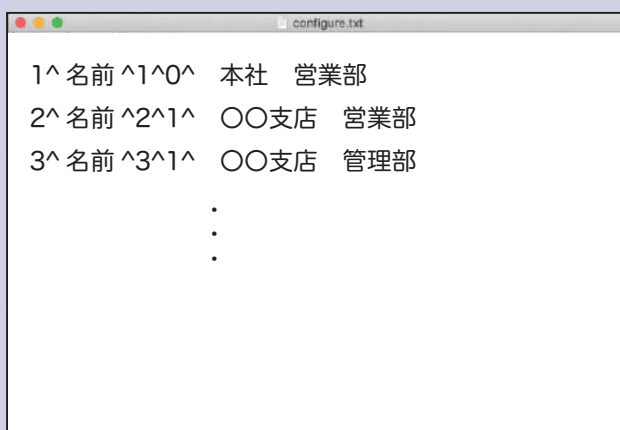 configure.txt
1^ 名前 ^1^0^　本社　営業部
2^ 名前 ^2^1^　〇〇支店　営業部
3^ 名前 ^3^1^　〇〇支店　管理部
・
・
・